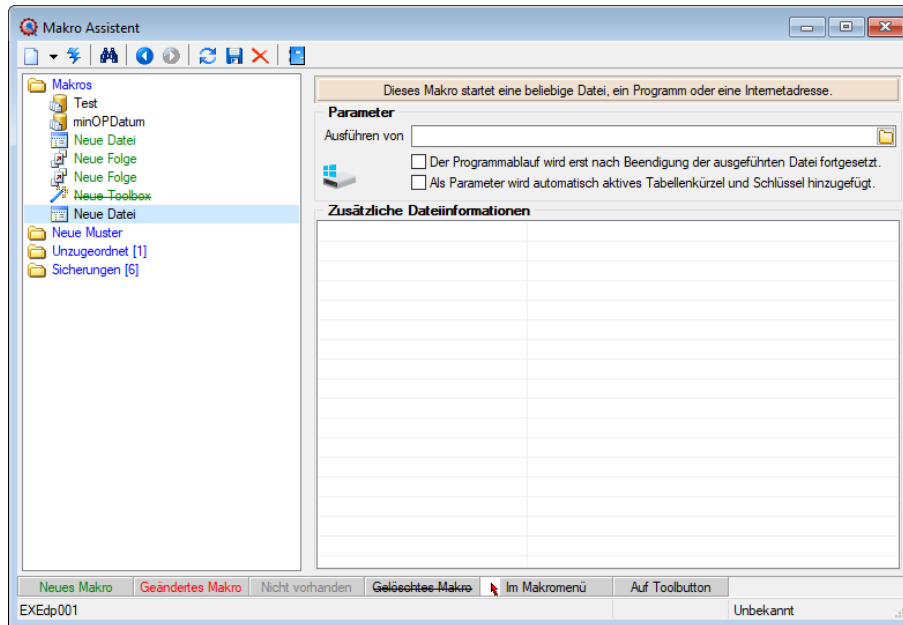 Makro Assistent
Makros
Test
minOPDatum
Neue Datei
Neue Folge
Neue Folge
Neue Toolbox
Neue Datei
Neue Muster
Unzugeordnet [1]
Sicherungen [6]
Dieses Makro startet eine beliebige Datei, ein Programm oder eine Internetadresse.
Parameter
Ausführen von
Der Programmablauf wird erst nach Beendigung der ausgeführten Datei fortgesetzt.
Als Parameter wird automatisch aktives Tabellenkürzel und Schlüssel hinzugefügt.
Zusätzliche Dateiinformationen
Neues Makro Geändertes Makro Nicht vorhanden Gelöschtes Makro Im Makromenü Auf Toolbutton
EXEdp001 Unbekannt